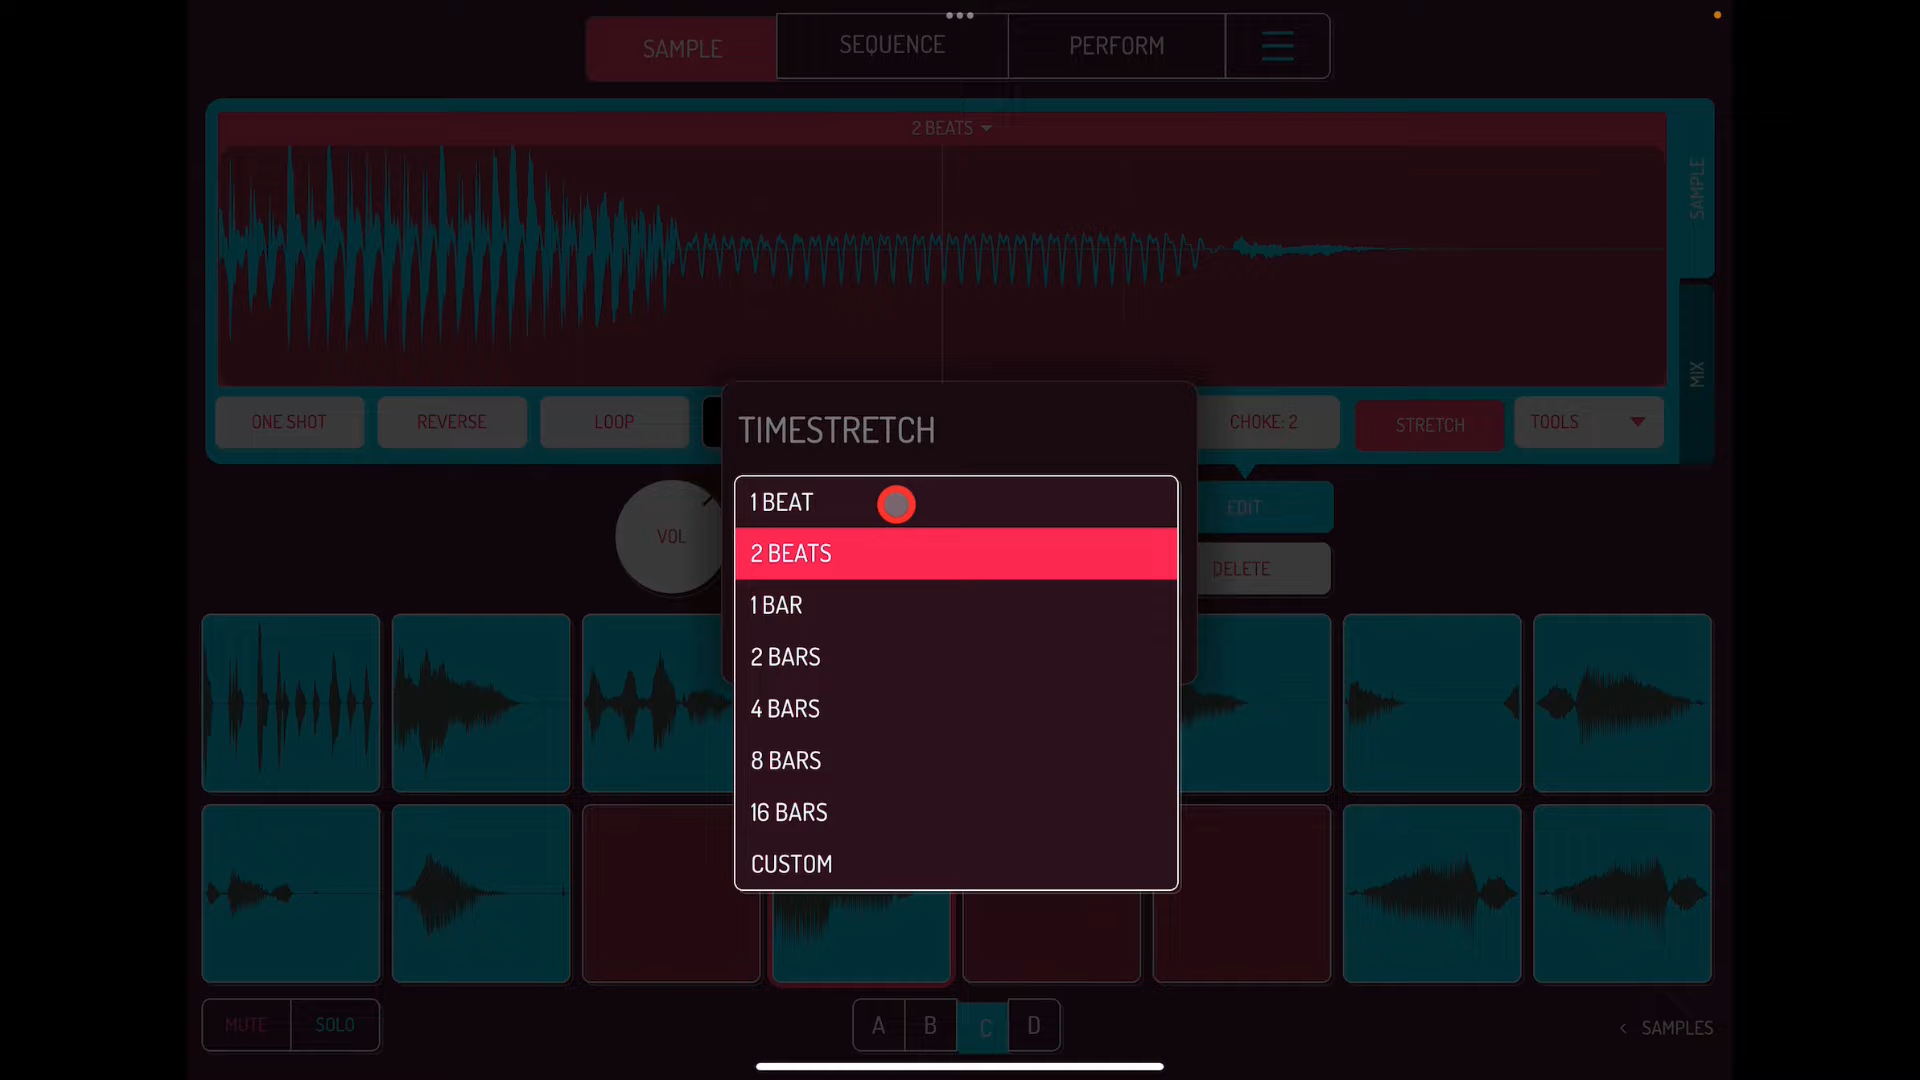 SAMPLE
SEQUENCE
PERFORM
2 BEATS
SAMPLE
MIX
ONE SHOT
REVERSE
LOOP
CHOKE: 2
STRETCH
TOOLS
TIMESTRETCH
1 BEAT
2 BEATS
1 BAR
2 BARS
4 BARS
8 BARS
16 BARS
CUSTOM
VOL
EDIT
DELETE
MUTE
SOLO
A
B
C
D
< SAMPLES